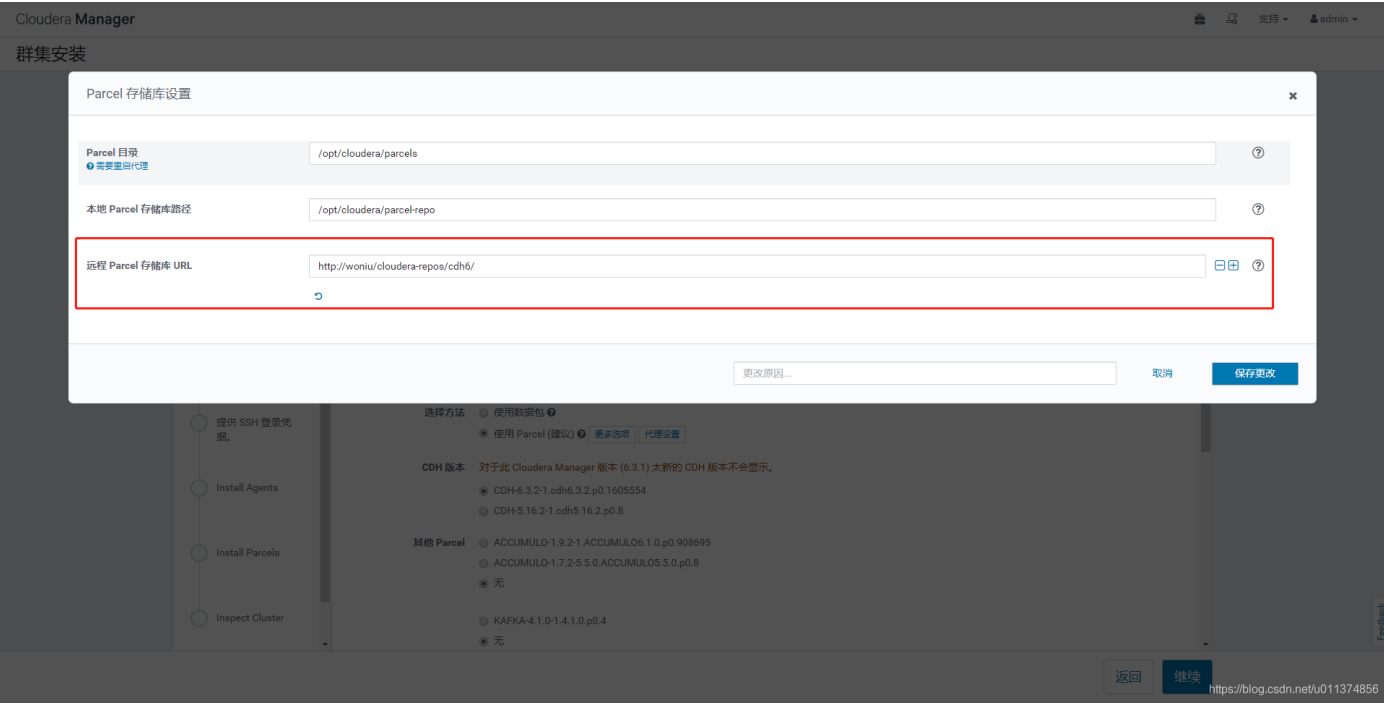 Cloudera Manager
支持
admin
群集安装
Parcel 存储库设置
Parcel 目录
需要重启代理
/opt/cloudera/parcels
本地 Parcel 存储库路径
/opt/cloudera/parcel-repo
远程 Parcel 存储库 URL
http://woniu/cloudera-repos/cdh6/
更改原因...
取消
保存更改
提供 SSH 登录凭
据。
Install Agents
Install Parcels
Inspect Cluster
选择方法
使用数据包
使用 Parcel (建议)
更多选项
代理设置
CDH 版本
对于此 Cloudera Manager 版本 (6.3.1) 太新的 CDH 版本不会显示。
CDH-6.3.2-1.cdh6.3.2.p0.1605554
CDH-5.16.2-1.cdh5.16.2.p0.8
其他 Parcel
ACCUMULO-1.9.2-1.ACCUMULO6.1.0.p0.908695
ACCUMULO-1.7.2-5.5.0.ACCUMULO5.5.0.p0.8
无
KAFKA-4.1.0-1.4.1.0.p0.4
无
Feedback
返回
继续
https://blog.csdn.net/u011374856